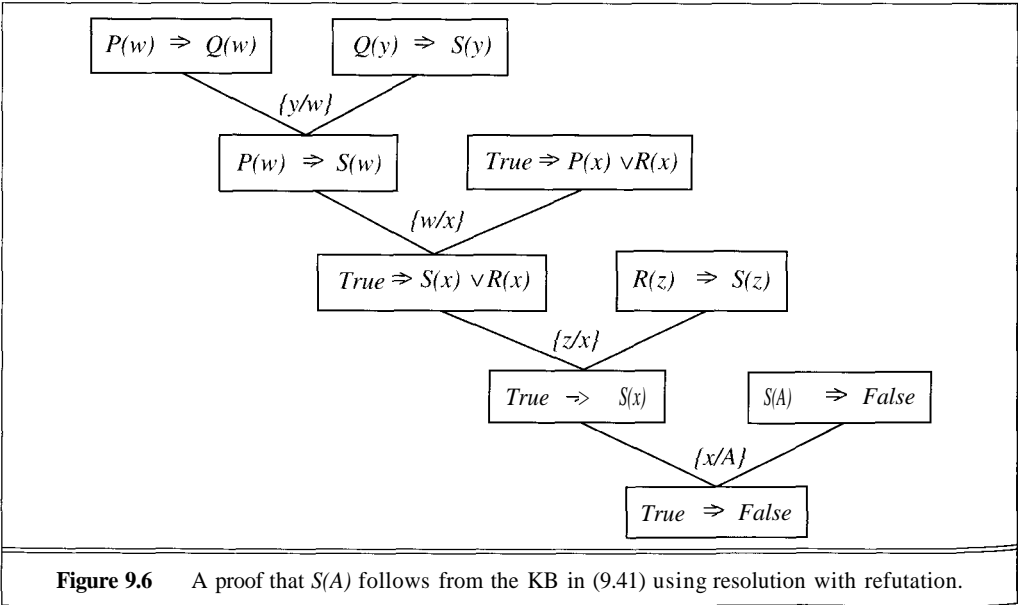 P(w) ⇒ Q(w)    Q(y) ⇒ S(y)
{y/w}
P(w) ⇒ S(w)    True ⇒ P(x) ∨R(x)
{w/x}
True ⇒ S(x) ∨R(x)    R(z) ⇒ S(z)
{z/x}
True -> S(x)    S(A) ⇒ False
{x/A}
True ⇒ False
Figure 9.6 A proof that S(A) follows from the KB in (9.41) using resolution with refutation.